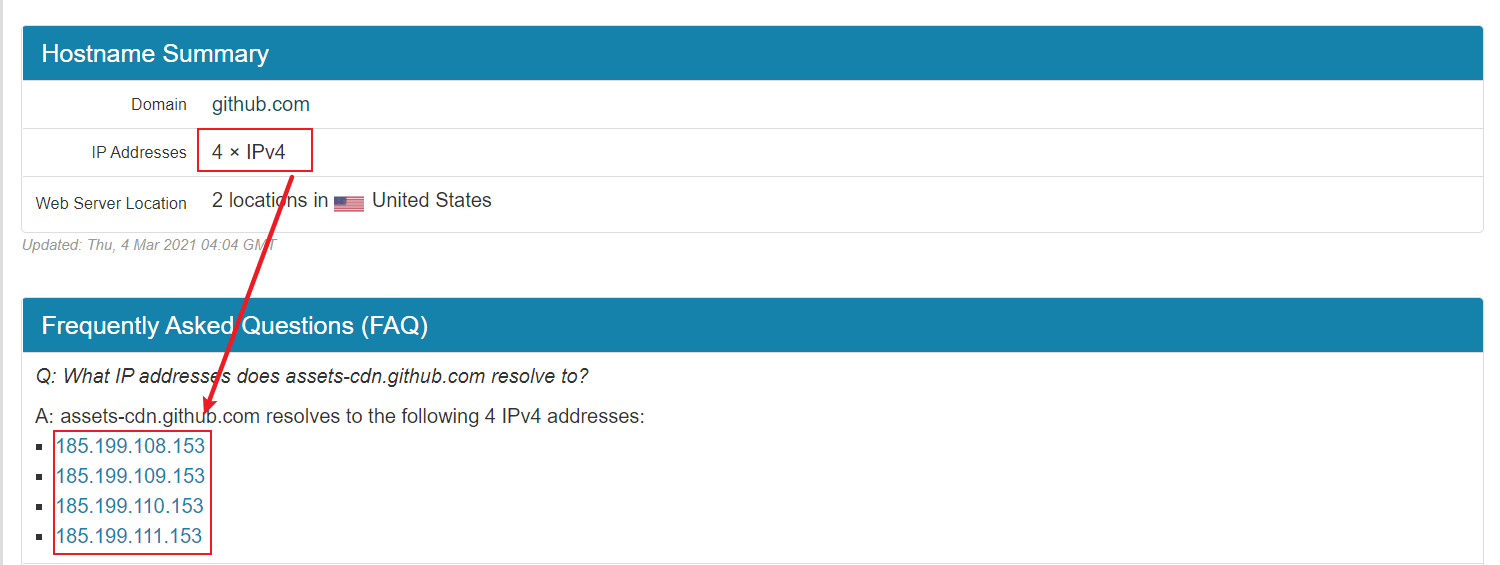 Hostname Summary
Domain github.com
IP Addresses 4 × IPv4
Web Server Location 2 locations in United States
Updated: Thu, 4 Mar 2021 04:04 GMT
Frequently Asked Questions (FAQ)
Q: What IP addresses does assets-cdn.github.com resolve to?
A: assets-cdn.github.com resolves to the following 4 IPv4 addresses:
▪ 185.199.108.153
▪ 185.199.109.153
▪ 185.199.110.153
▪ 185.199.111.153